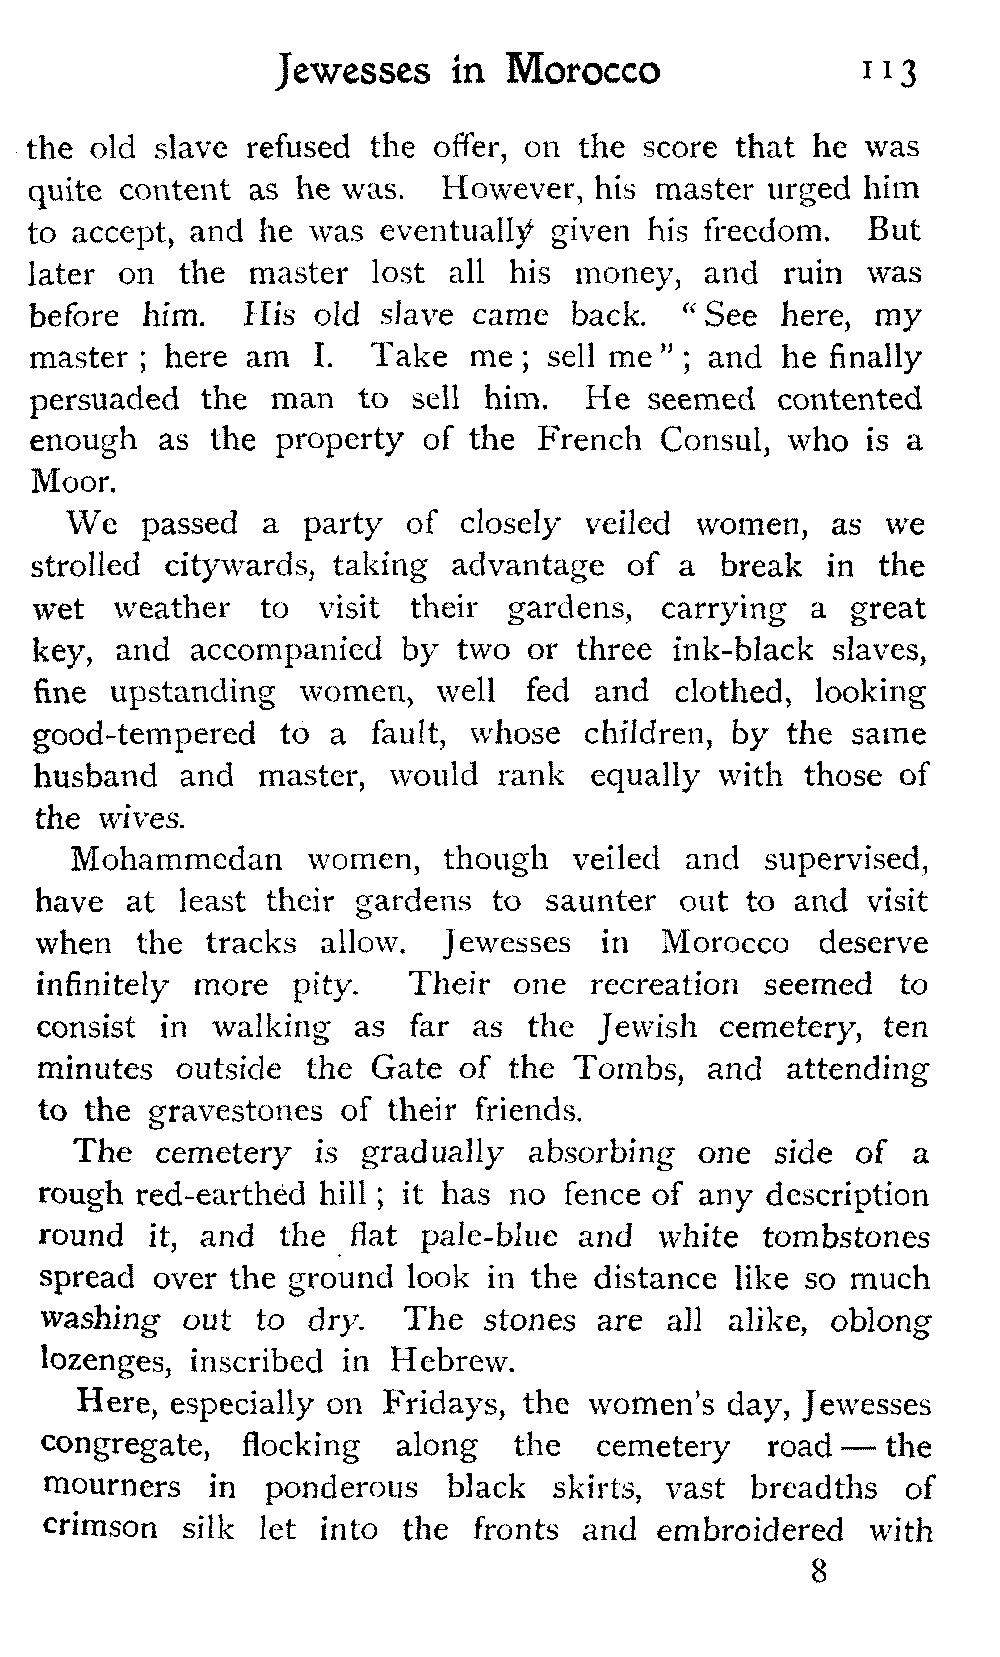 Jewesses in Morocco 113
the old slave refused the offer, on the score that he was
quite content as he was. However, his master urged him
to accept, and he was eventually given his freedom. But
later on the master lost all his money, and ruin was
before him. His old slave came back. “ See here, my
master ; here am I. Take me ; sell me ” ; and he finally
persuaded the man to sell him. He seemed contented
enough as the property of the French Consul, who is a
Moor.
We passed a party of closely veiled women, as we
strolled citywards, taking advantage of a break in the
wet weather to visit their gardens, carrying a great
key, and accompanied by two or three ink-black slaves,
fine upstanding women, well fed and clothed, looking
good-tempered to a fault, whose children, by the same
husband and master, would rank equally with those of
the wives.
Mohammedan women, though veiled and supervised,
have at least their gardens to saunter out to and visit
when the tracks allow. Jewesses in Morocco deserve
infinitely more pity. Their one recreation seemed to
consist in walking as far as the Jewish cemetery, ten
minutes outside the Gate of the Tombs, and attending
to the gravestones of their friends.
The cemetery is gradually absorbing one side of a
rough red-earthed hill ; it has no fence of any description
round it, and the flat pale-blue and white tombstones
spread over the ground look in the distance like so much
washing out to dry. The stones are all alike, oblong
lozenges, inscribed in Hebrew.
Here, especially on Fridays, the women's day, Jewesses
congregate, flocking along the cemetery road — the
mourners in ponderous black skirts, vast breadths of
crimson silk let into the fronts and embroidered with
8